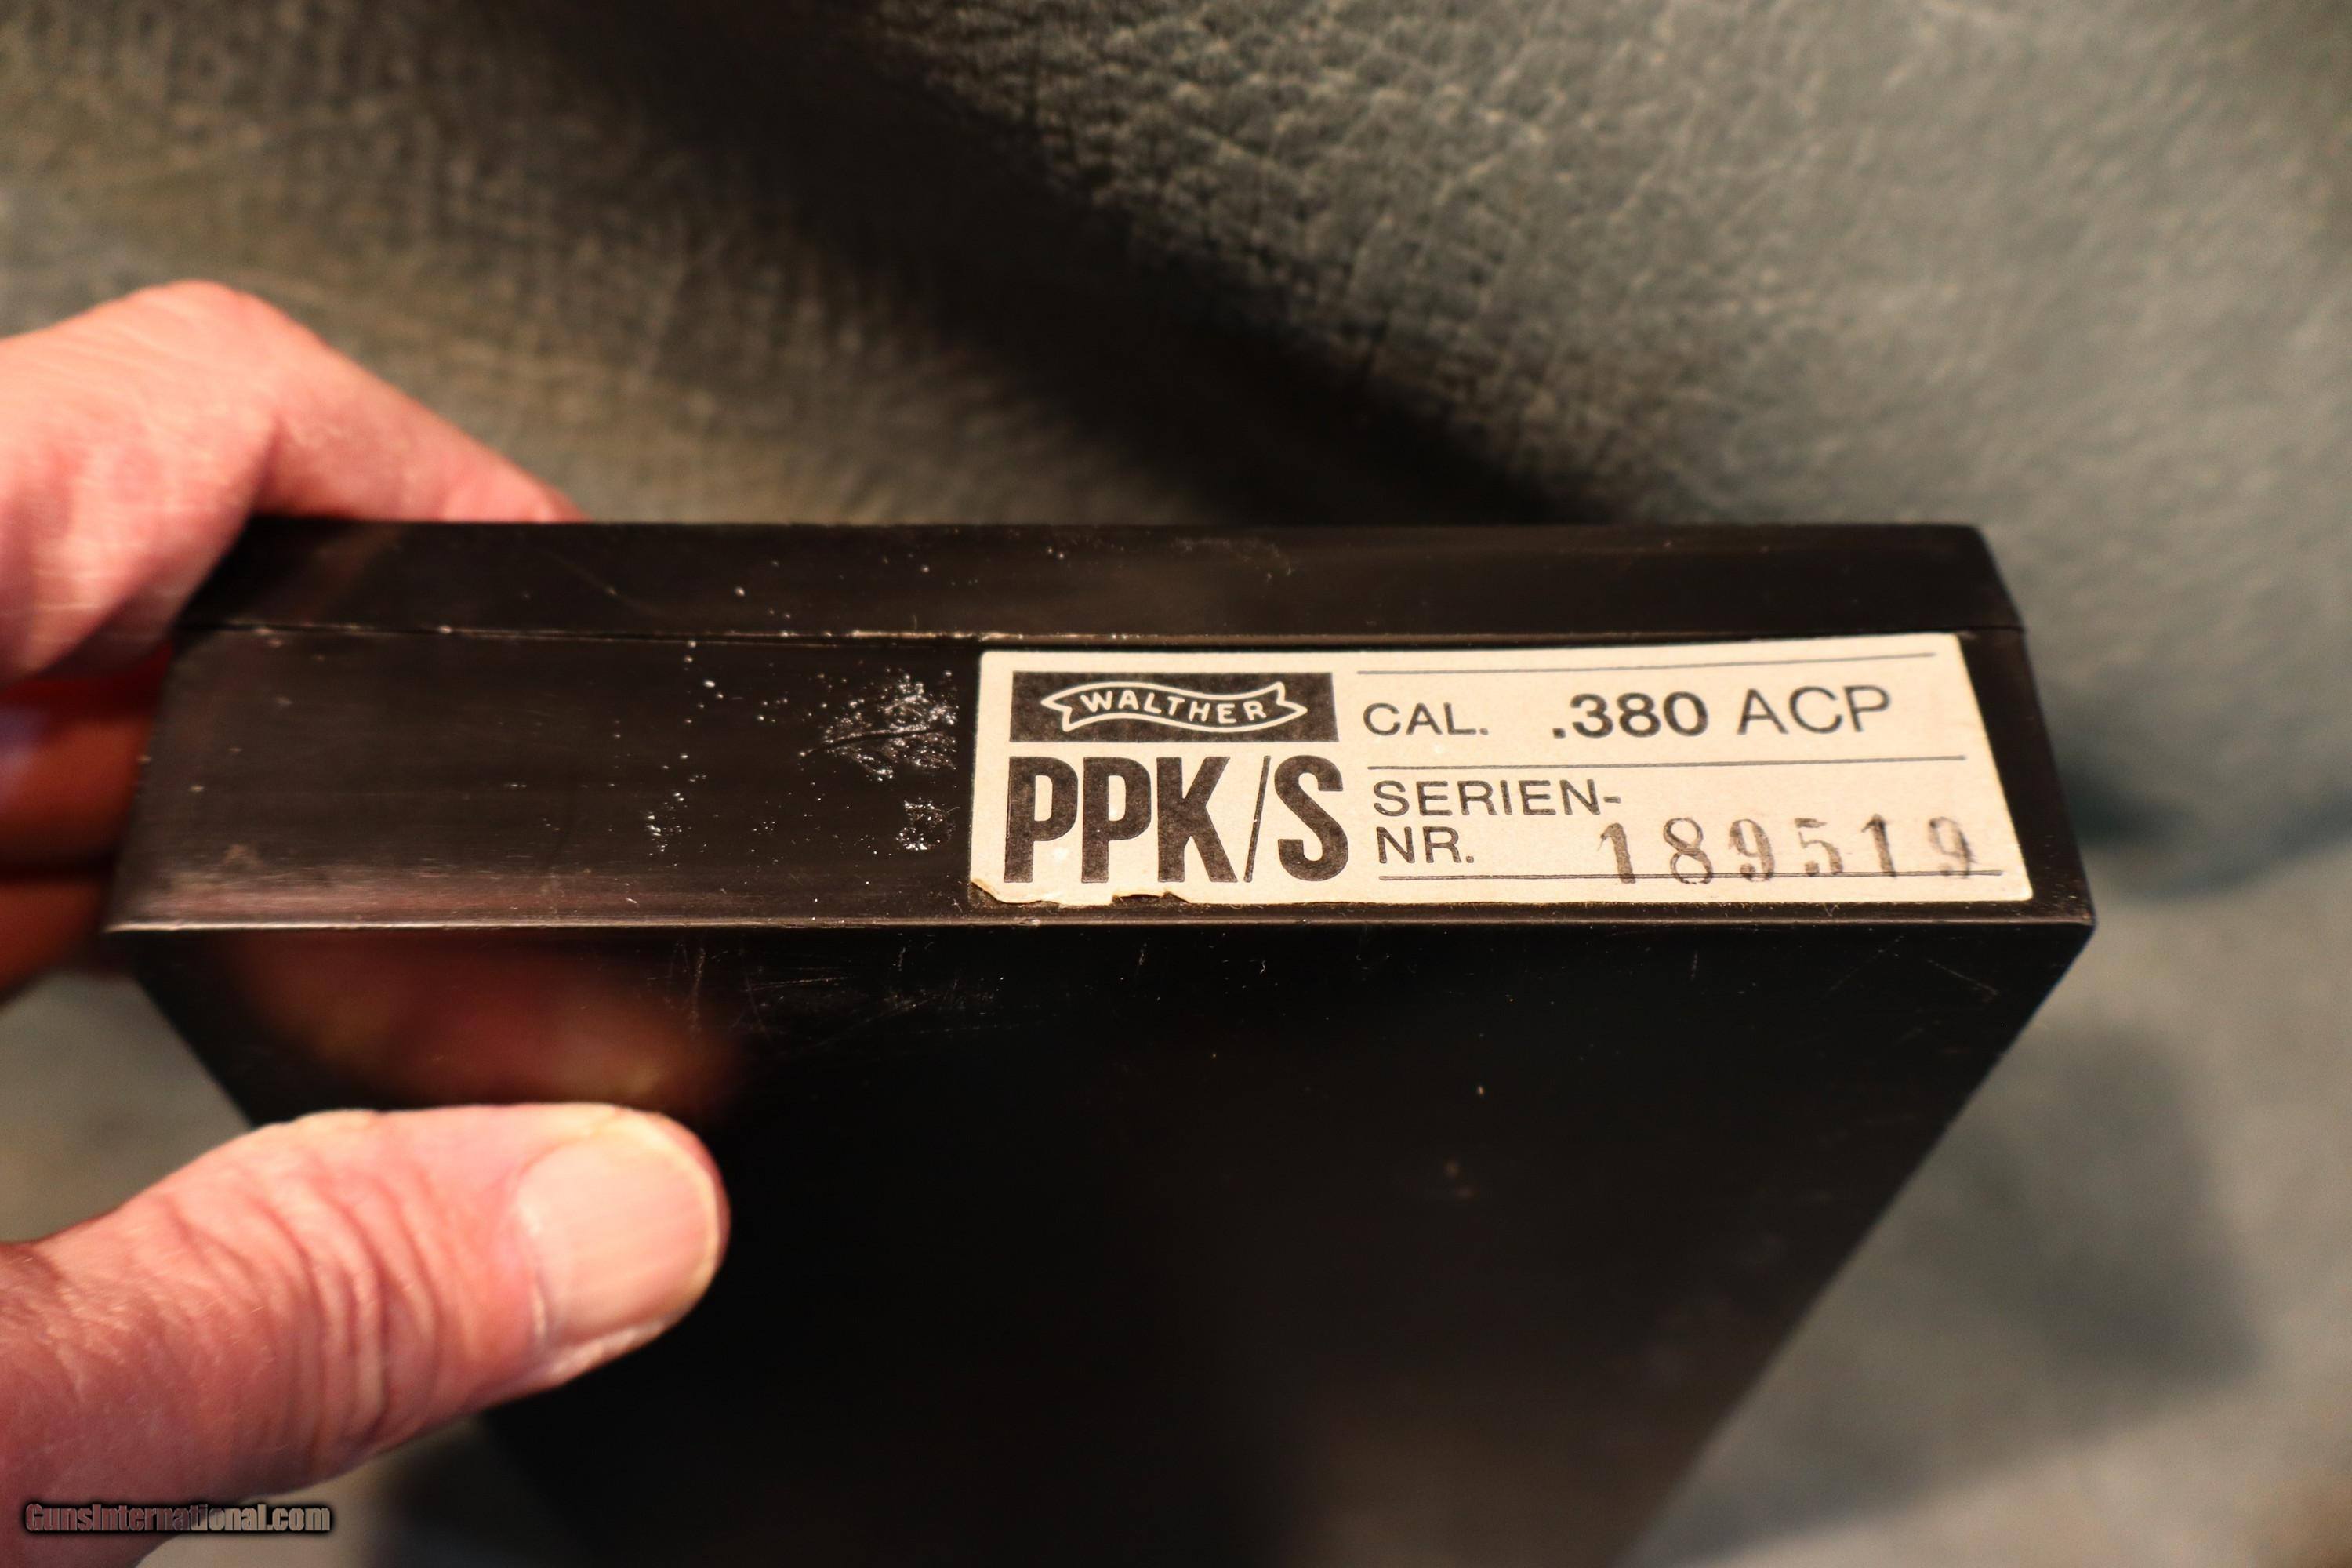 WALTHER
PPK/S
CAL. .380 ACP
SERIEN-
NR. 189519
GunsInternational.com